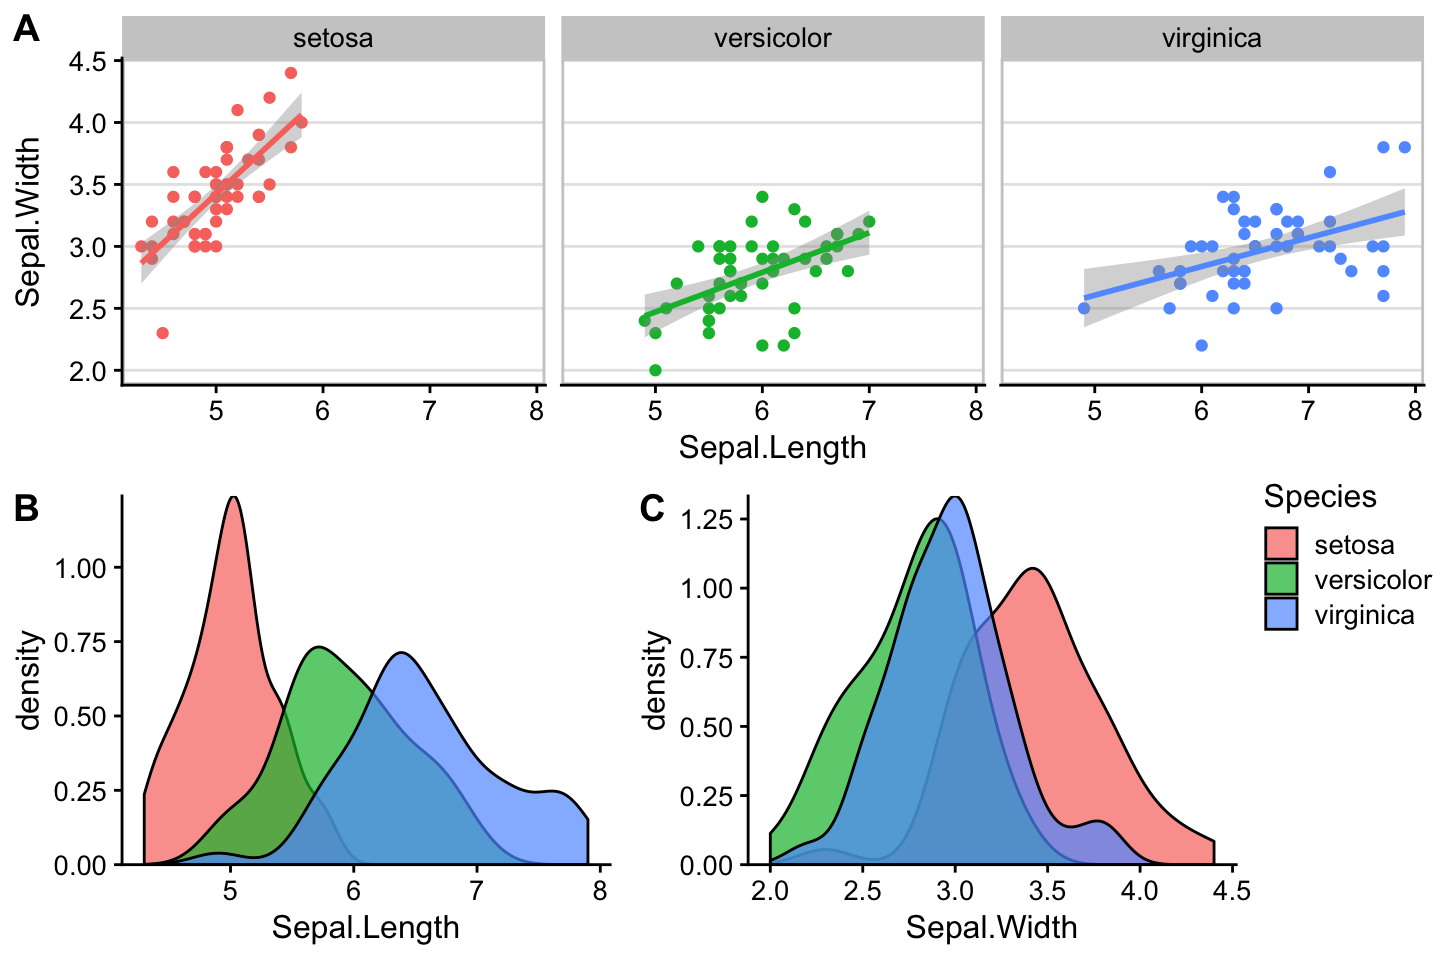 A
setosa versicolor virginica
4.5
4.0
3.5
3.0
2.5
2.0
Sepal.Width
5 6 7 8 5 6 7 8 5 6 7 8
Sepal.Length
B
1.00
0.75
0.50
0.25
0.00
density
5 6 7 8
Sepal.Length
C
1.25
1.00
0.75
0.50
0.25
0.00
density
2.0 2.5 3.0 3.5 4.0 4.5
Sepal.Width
Species
setosa
versicolor
virginica